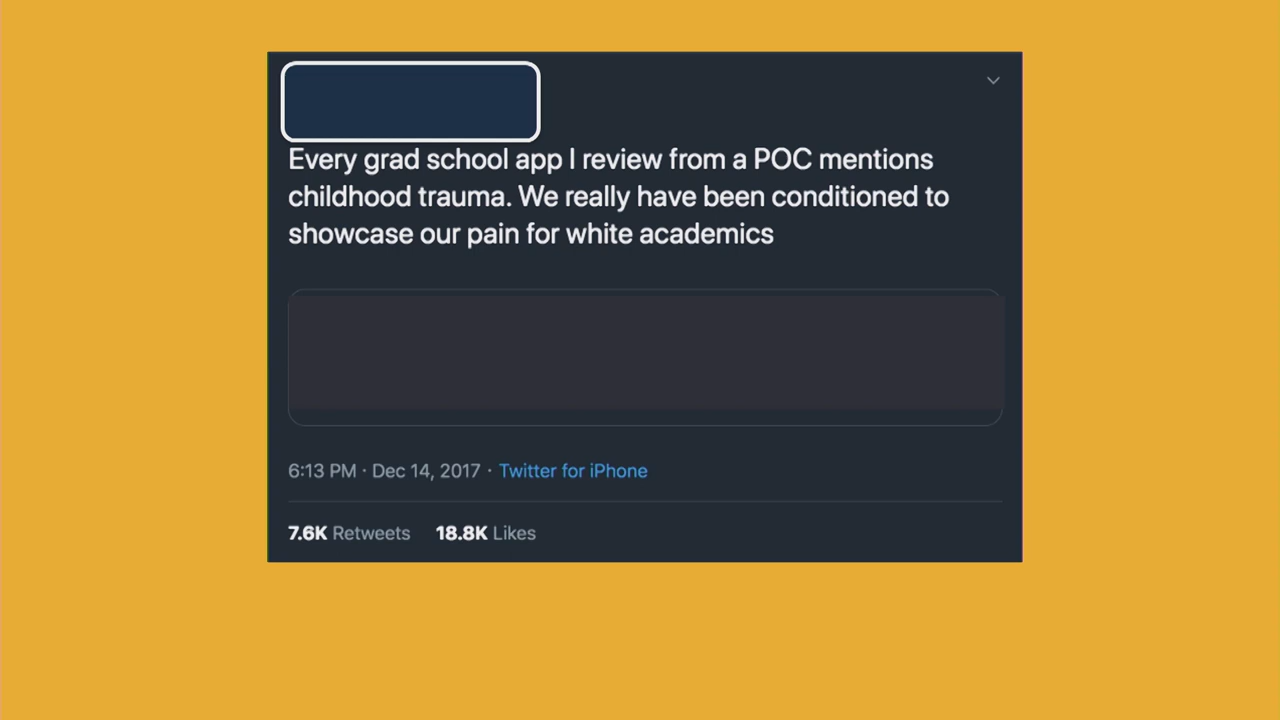 Every grad school app I review from a POC mentions
childhood trauma. We really have been conditioned to
showcase our pain for white academics
6:13 PM · Dec 14, 2017 · Twitter for iPhone
7.6K Retweets 18.8K Likes